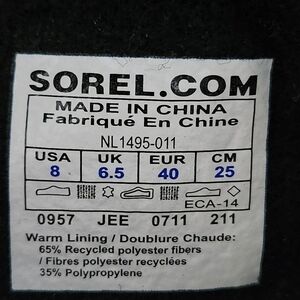 SOREL.COM
MADE IN CHINA
Fabriqué En Chine
NL1495-011
USA UK EUR CM
8 6.5 40 25
ECA-14
0957 JEE 0711 211
Warm Lining / Doublure Chaude:
65% Recycled polyester fibers
/ Fibres polyester recyclées
35% Polypropylene